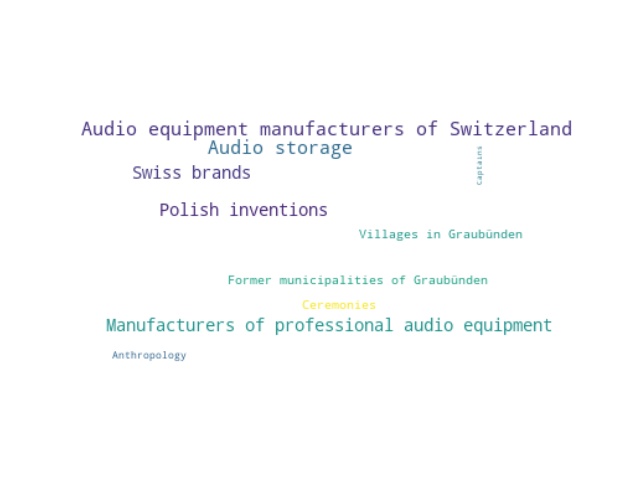 Audio equipment manufacturers of Switzerland
Audio storage
Captains
Swiss brands
Polish inventions
Villages in Graubünden
Former municipalities of Graubünden
Ceremonies
Manufacturers of professional audio equipment
Anthropology